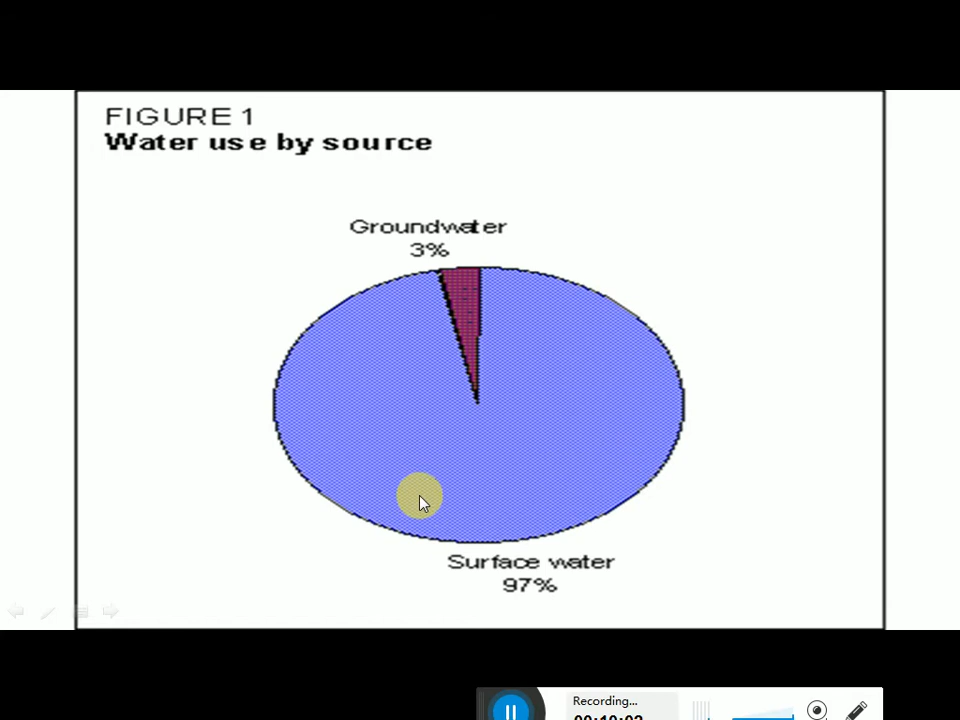 FIGURE 1
Water use by source
Groundwater
3%
Surface water
97%
Recording...